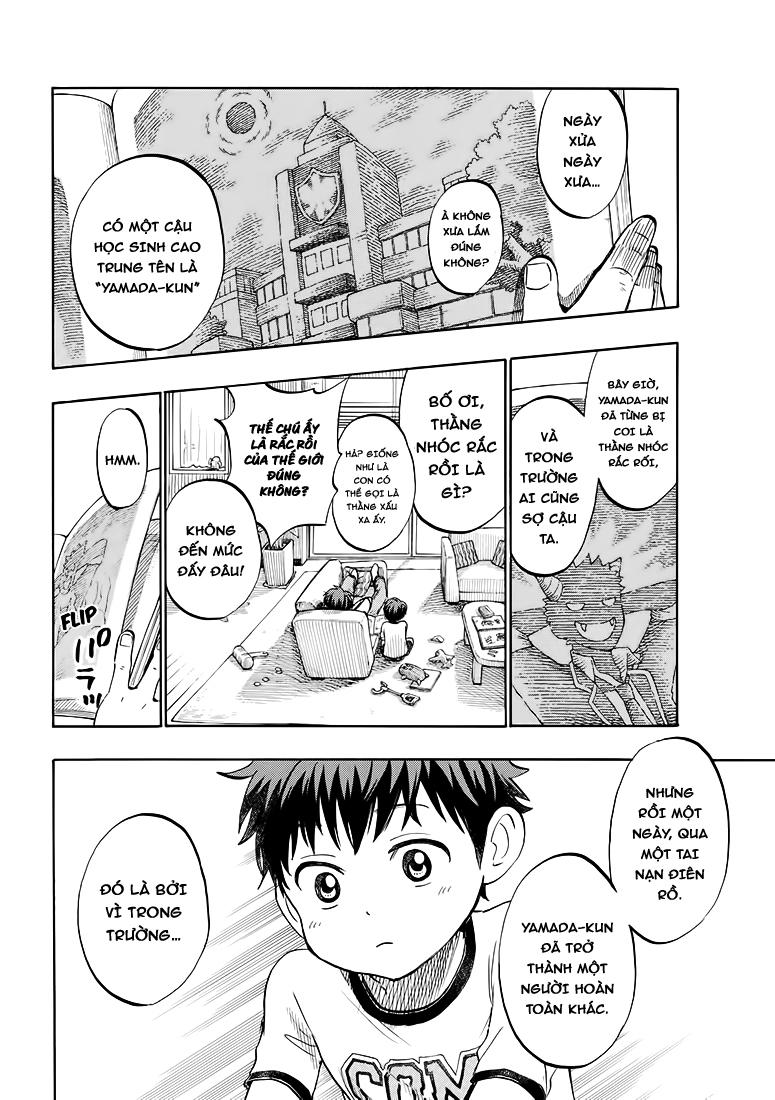 NGÀY
XỬA
NGÀY
XƯA...
À KHÔNG
XƯA LẮM
ĐÚNG
KHÔNG?
CÓ MỘT CẬU
HỌC SINH CAO
TRUNG TÊN LÀ
"YAMADA-KUN"
BÂY GIỜ,
YAMADA-KUN
ĐÃ TỪNG BỊ
COI LÀ
THẰNG NHÓC
RẮC RỐI,
VÀ
TRONG
TRƯỜNG
AI CŨNG
SỢ CẬU
TA.
BỐ ƠI,
THẰNG
NHÓC RẮC
RỐI LÀ
GÌ?
HẢ? GIỐNG
NHƯ LÀ
CON CÓ
THỂ GỌI LÀ
THẰNG XẤU
XA ẤY.
THẾ CHÚ ẤY
LÀ RẮC RỐI
CỦA THẾ GIỚI
ĐÚNG
KHÔNG?
KHÔNG
ĐẾN MỨC
ĐẤY ĐÂU!
HMM.
FLIP
パラッ
NHƯNG
RỒI MỘT
NGÀY, QUA
MỘT TAI
NẠN ĐIÊN
RỒ.
YAMADA-KUN
ĐÃ TRỞ
THÀNH MỘT
NGƯỜI HOÀN
TOÀN KHÁC.
ĐÓ LÀ BỞI
VÌ TRONG
TRƯỜNG...